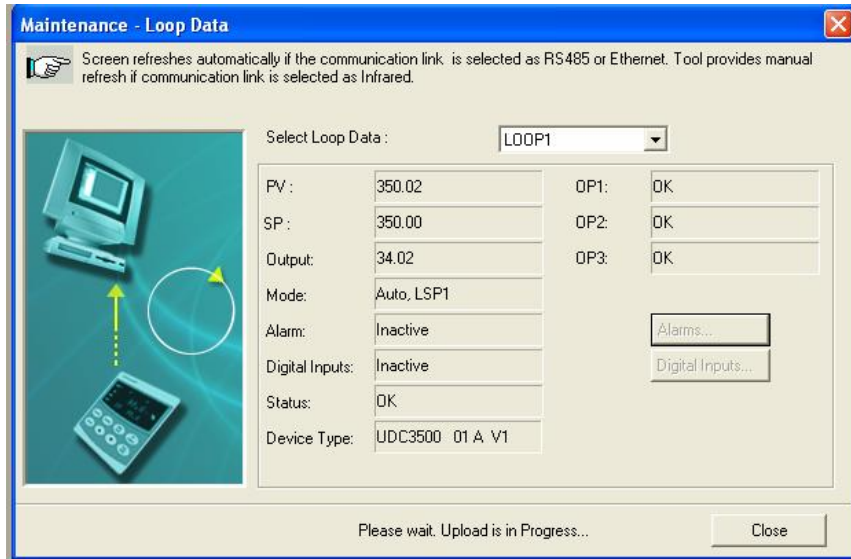 Maintenance - Loop Data
Screen refreshes automatically if the communication link is selected as RS485 or Ethernet. Tool provides manual
refresh if communication link is selected as Infrared.
Select Loop Data : LOOP1
PV : 350.02 OP1: OK
SP : 350.00 OP2: OK
Output: 34.02 OP3: OK
Mode: Auto, LSP1
Alarm: Inactive Alarms...
Digital Inputs: Inactive Digital Inputs...
Status: OK
Device Type: UDC3500 01 A V1
Please wait. Upload is in Progress... Close